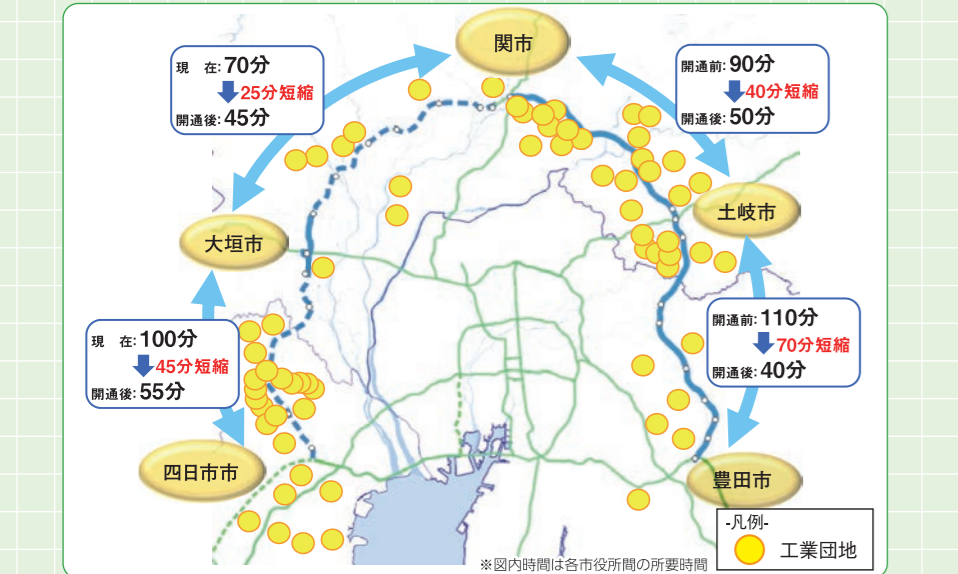 関市
現　在：70分
25分短縮
開通後：45分
開通前：90分
40分短縮
開通後：50分
大垣市
土岐市
現　在：100分
45分短縮
開通後：55分
開通前：110分
70分短縮
開通後：40分
四日市市
豊田市
-凡例-
工業団地
※図内時間は各市役所間の所要時間